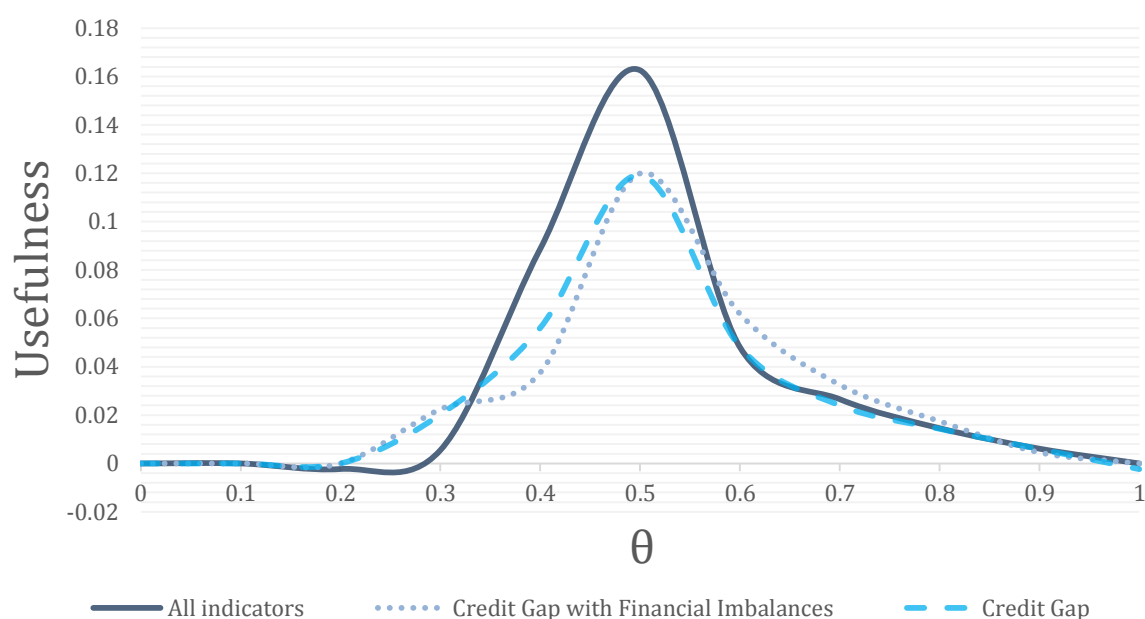 0.18
0.16
0.14
0.12
0.1
0.08
0.06
0.04
0.02
0
-0.02
Usefulness
0 0.1 0.2 0.3 0.4 0.5 0.6 0.7 0.8 0.9 1
θ
All indicators Credit Gap with Financial Imbalances Credit Gap